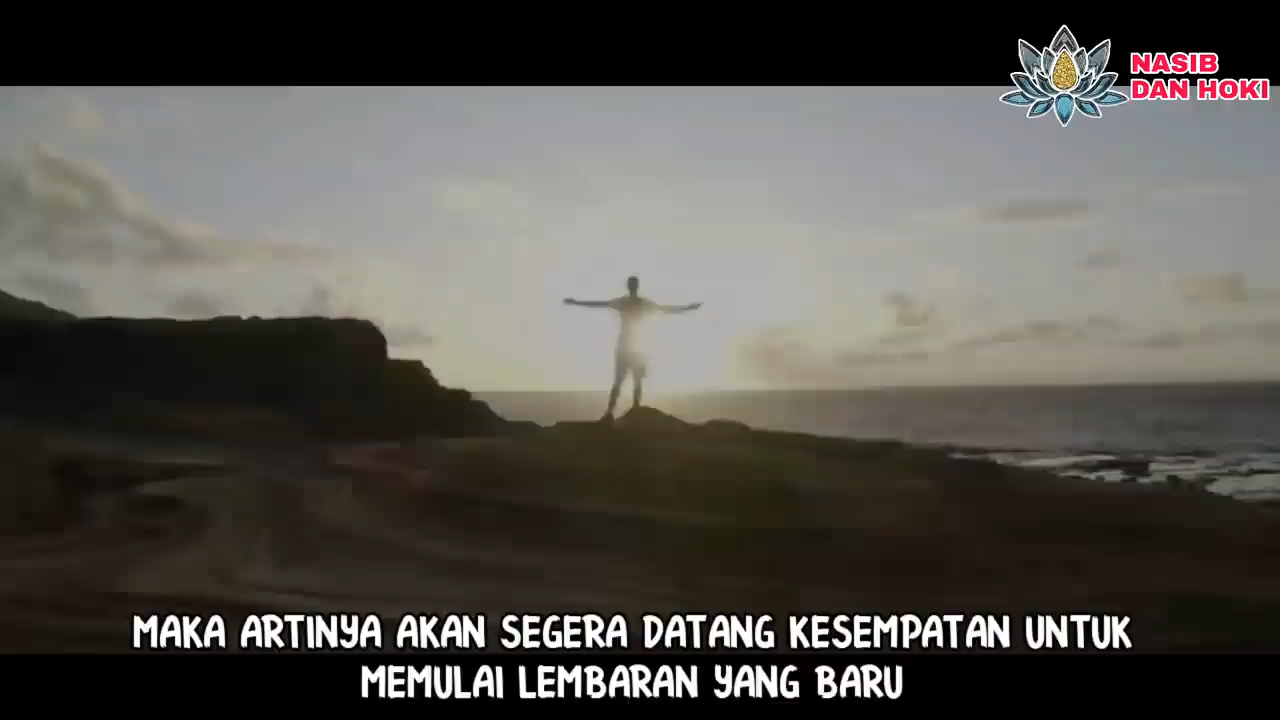 NASIB
DAN HOKI
MAKA ARTINYA AKAN SEGERA DATANG KESEMPATAN UNTUK
MEMULAI LEMBARAN YANG BARU